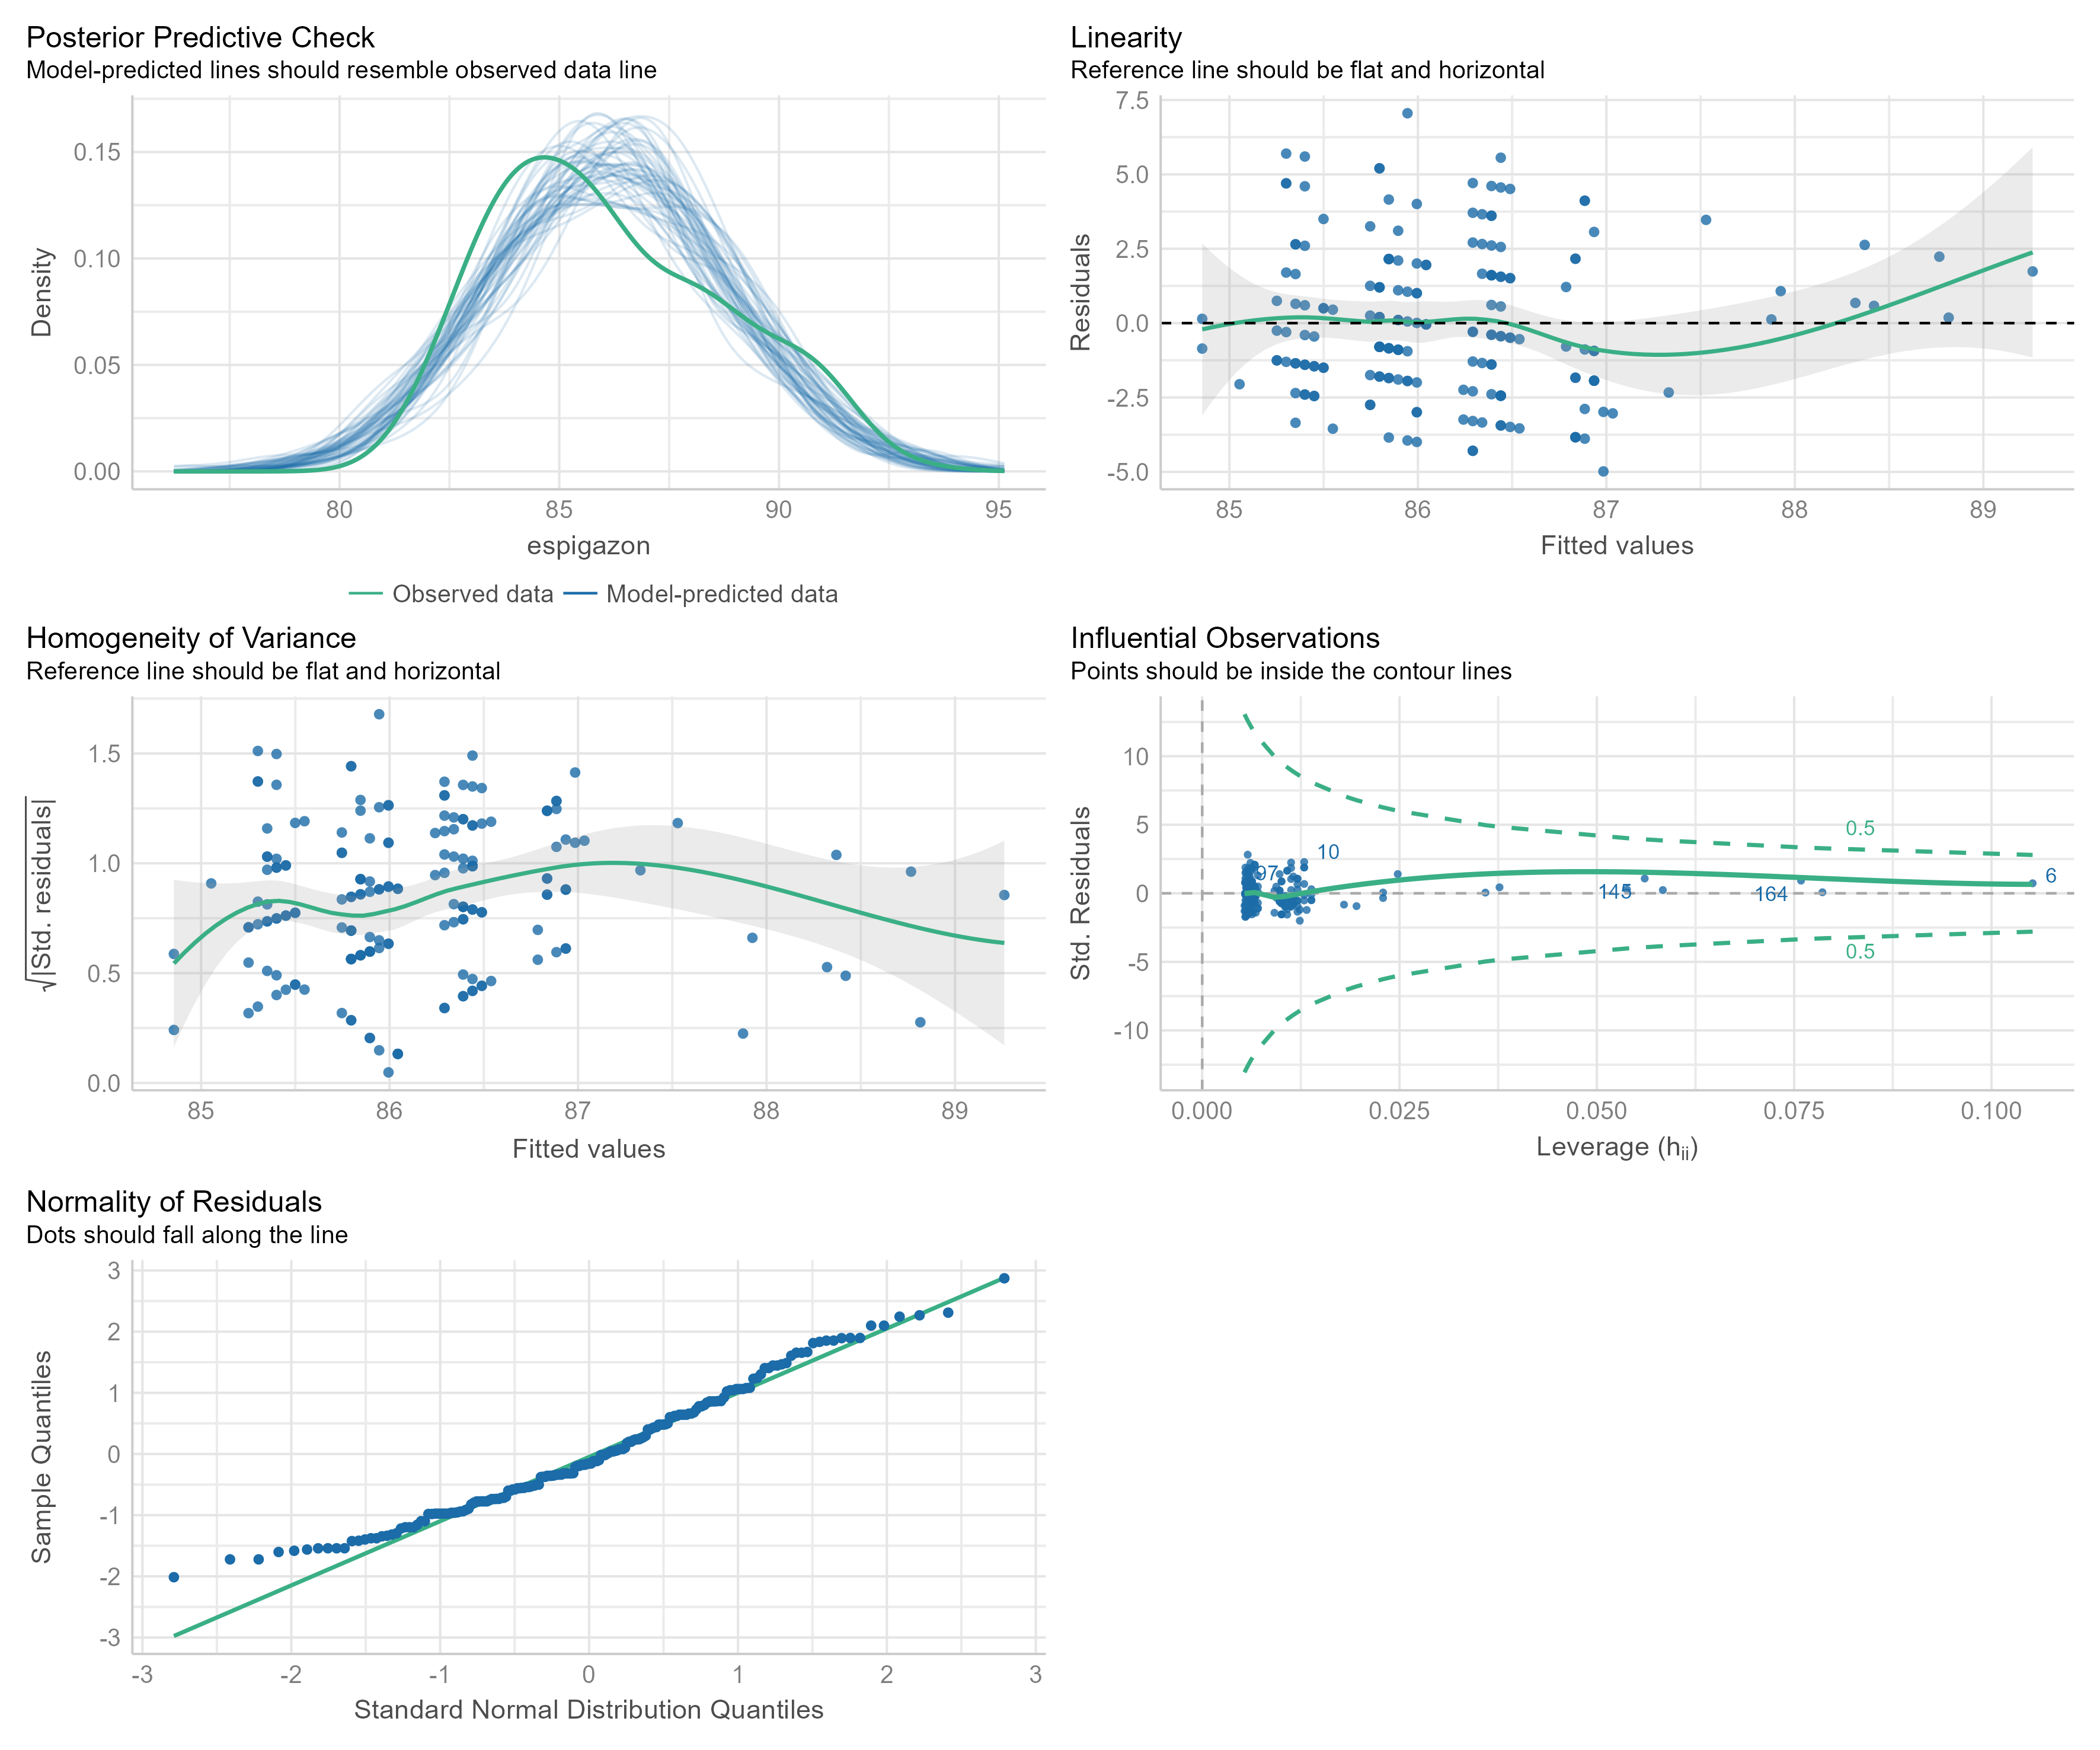 Posterior Predictive Check
Model-predicted lines should resemble observed data line
Density
0.15
0.10
0.05
0.00
80
85
90
95
espigazon
Observed data
Model-predicted data
Linearity
Reference line should be flat and horizontal
Residuals
7.5
5.0
2.5
0.0
-2.5
-5.0
85
86
87
88
89
Fitted values
Homogeneity of Variance
Reference line should be flat and horizontal
√|Std. residuals|
1.5
1.0
0.5
0.0
85
86
87
88
89
Fitted values
Influential Observations
Points should be inside the contour lines
Std. Residuals
10
5
0
-5
-10
0.5
10
97
6
145
164
0.5
0.000
0.025
0.050
0.075
0.100
Leverage (hᵢᵢ)
Normality of Residuals
Dots should fall along the line
Sample Quantiles
3
2
1
0
-1
-2
-3
-3
-2
-1
0
1
2
3
Standard Normal Distribution Quantiles